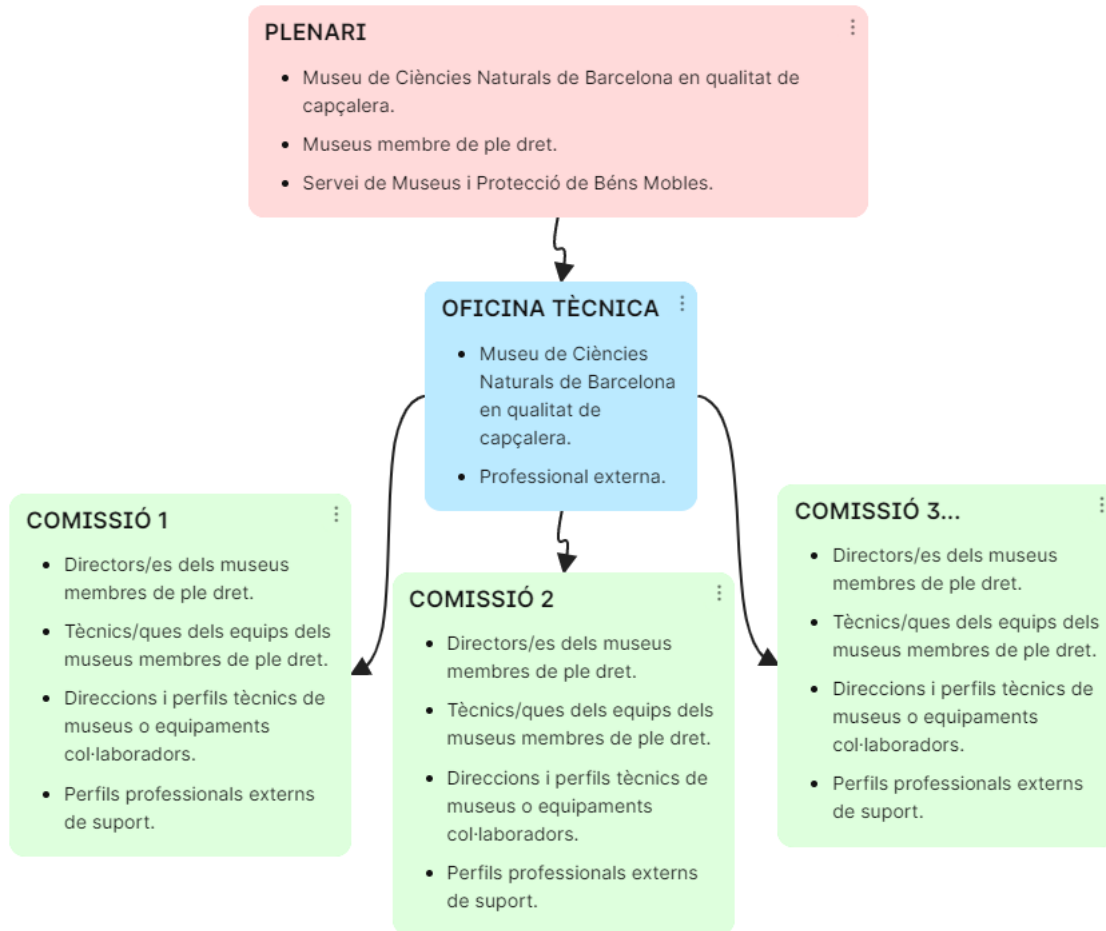 PLENARI
• Museu de Ciències Naturals de Barcelona en qualitat de
capçalera.
• Museus membre de ple dret.
• Servei de Museus i Protecció de Béns Mobles.
OFICINA TÈCNICA
• Museu de Ciències
Naturals de Barcelona
en qualitat de
capçalera.
• Professional externa.
COMISSIÓ 1
• Directors/es dels museus
membres de ple dret.
• Tècnics/ques dels equips dels
museus membres de ple dret.
• Direccions i perfils tècnics de
museus o equipaments
col·laboradors.
• Perfils professionals externs
de suport.
COMISSIÓ 2
• Directors/es dels museus
membres de ple dret.
• Tècnics/ques dels equips dels
museus membres de ple dret.
• Direccions i perfils tècnics de
museus o equipaments
col·laboradors.
• Perfils professionals externs
de suport.
COMISSIÓ 3...
• Directors/es dels museus
membres de ple dret.
• Tècnics/ques dels equips dels
museus membres de ple dret.
• Direccions i perfils tècnics de
museus o equipaments
col·laboradors.
• Perfils professionals externs
de suport.